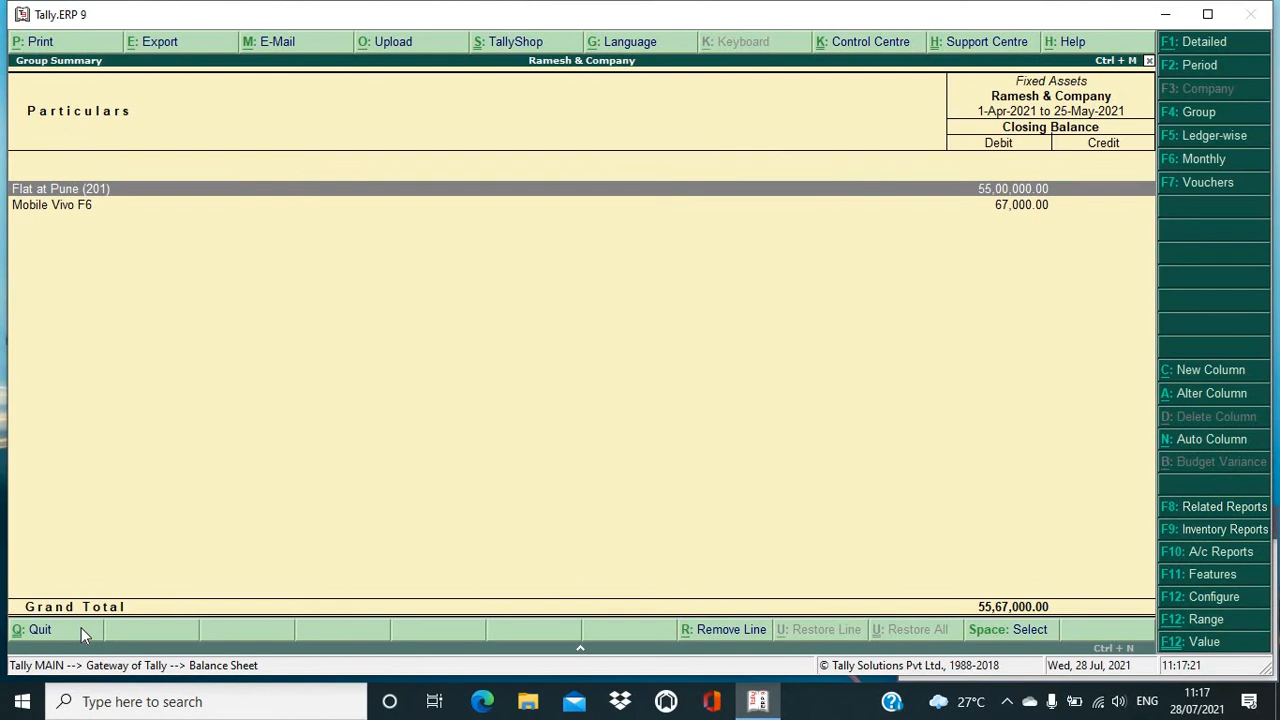 Tally.ERP 9
P: Print E: Export M: E-Mail O: Upload S: TallyShop G: Language K: Keyboard K: Control Centre H: Support Centre H: Help
Group Summary Ramesh & Company Ctrl + M
Particulars
Fixed Assets
Ramesh & Company
1-Apr-2021 to 25-May-2021
Closing Balance
Debit Credit
Flat at Pune (201) 55,00,000.00
Mobile Vivo F6 67,000.00
Grand Total 55,67,000.00
Q: Quit R: Remove Line U: Restore Line U: Restore All Space: Select
Ctrl + N
Tally MAIN --> Gateway of Tally --> Balance Sheet © Tally Solutions Pvt Ltd., 1988-2018 Wed, 28 Jul, 2021 11:17:21
F1: Detailed
F2: Period
F3: Company
F4: Group
F5: Ledger-wise
F6: Monthly
F7: Vouchers
C: New Column
A: Alter Column
D: Delete Column
N: Auto Column
B: Budget Variance
F8: Related Reports
F9: Inventory Reports
F10: A/c Reports
F11: Features
F12: Configure
F12: Range
F12: Value
Type here to search 27°C ENG 11:17
28/07/2021